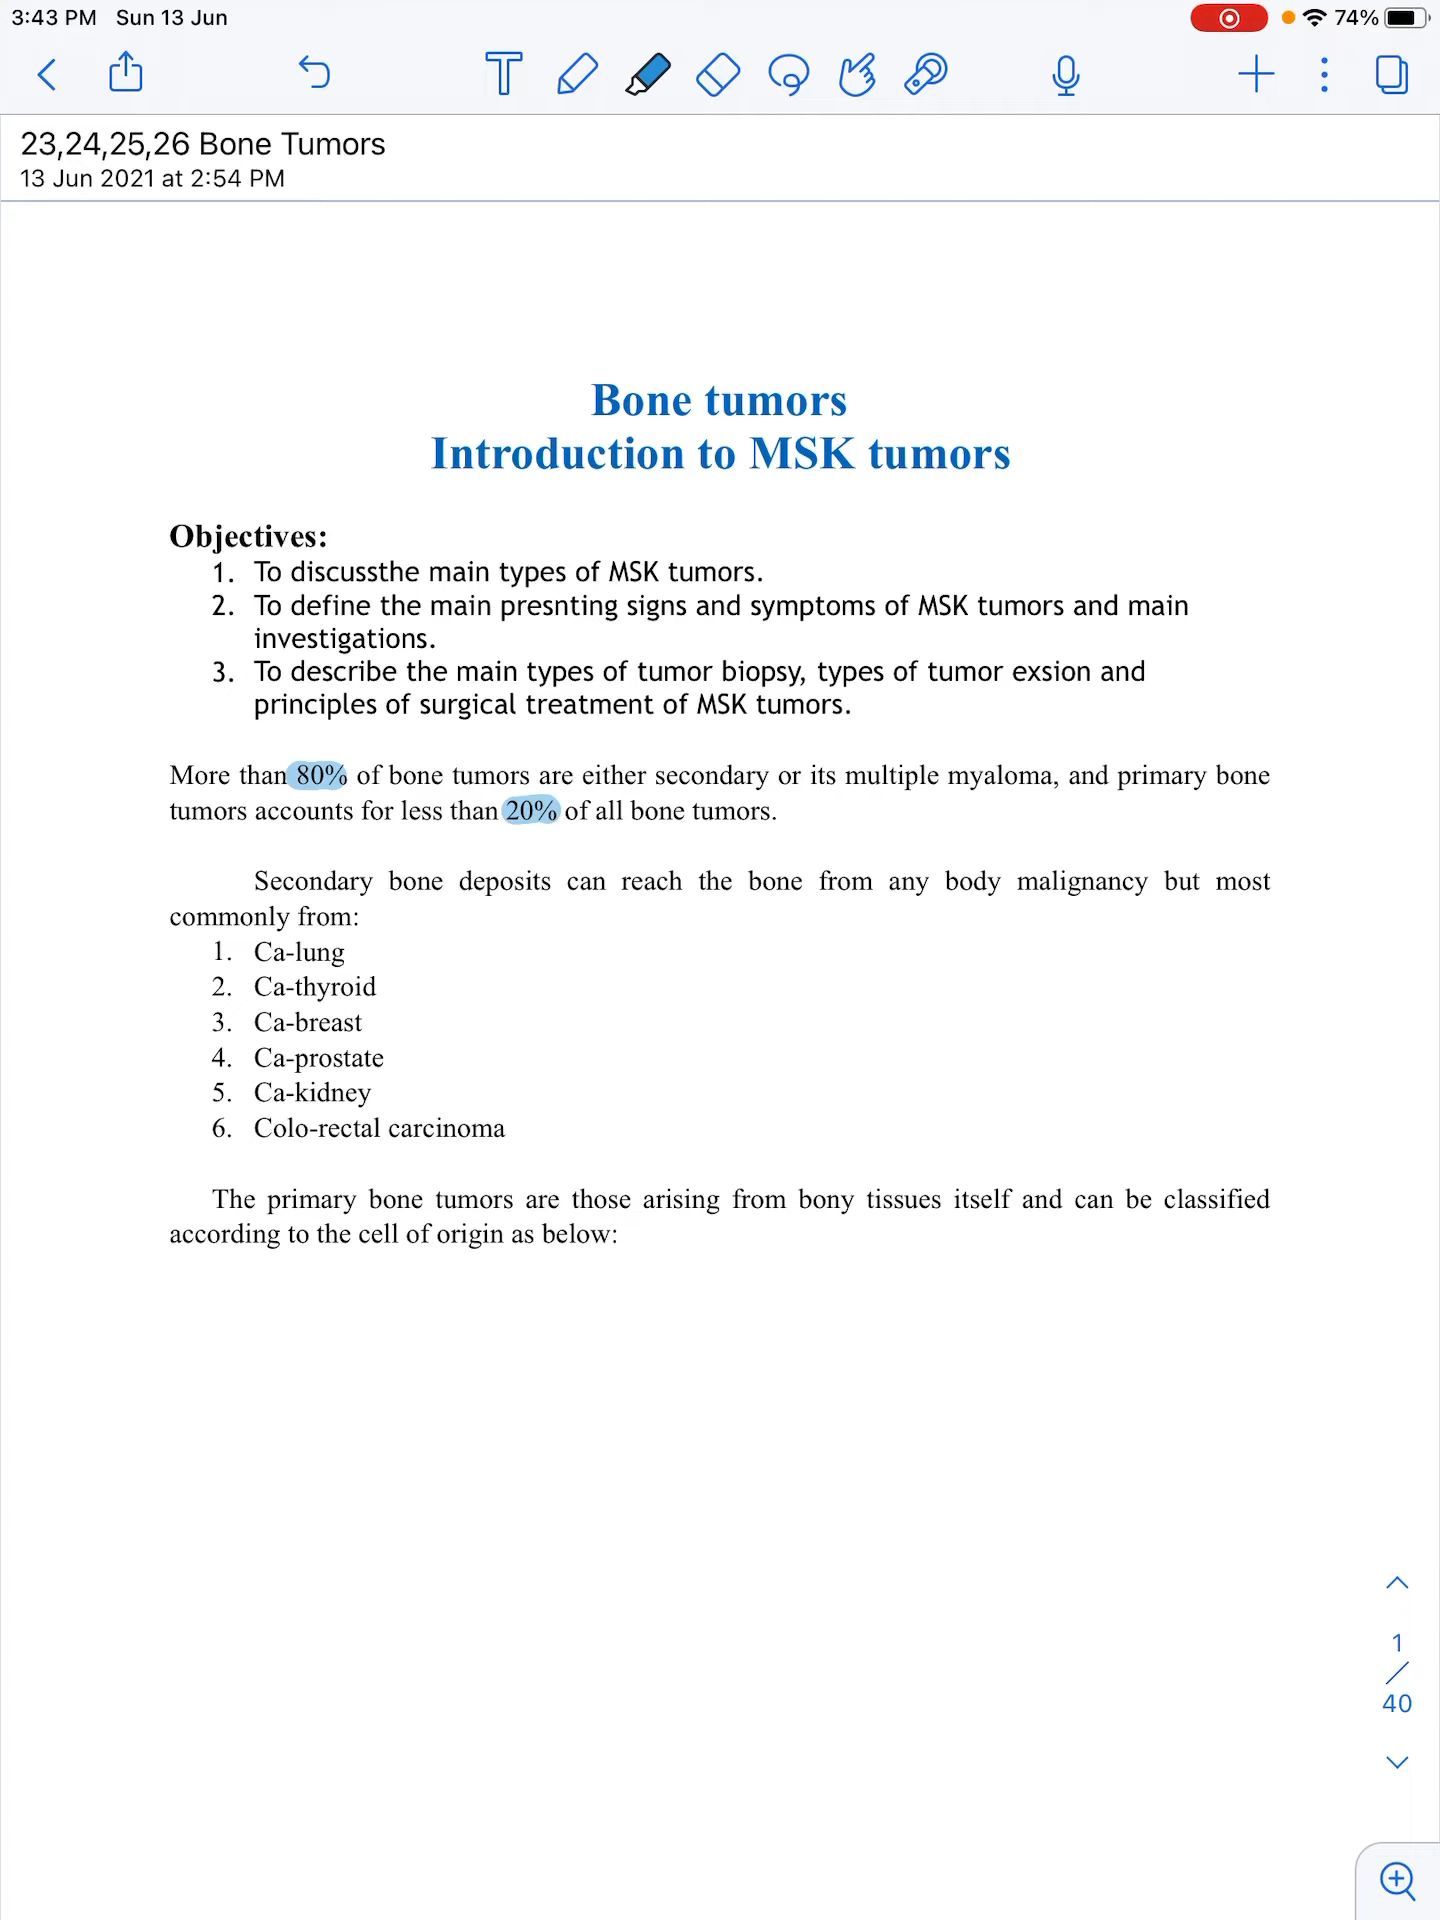 3:43 PM Sun 13 Jun
74%
T
23,24,25,26 Bone Tumors
13 Jun 2021 at 2:54 PM
Bone tumors
Introduction to MSK tumors
Objectives:
1. To discussthe main types of MSK tumors.
2. To define the main presnting signs and symptoms of MSK tumors and main
investigations.
3. To describe the main types of tumor biopsy, types of tumor exsion and
principles of surgical treatment of MSK tumors.
More than 80% of bone tumors are either secondary or its multiple myaloma, and primary bone
tumors accounts for less than 20% of all bone tumors.
Secondary bone deposits can reach the bone from any body malignancy but most
commonly from:
1. Ca-lung
2. Ca-thyroid
3. Ca-breast
4. Ca-prostate
5. Ca-kidney
6. Colo-rectal carcinoma
The primary bone tumors are those arising from bony tissues itself and can be classified
according to the cell of origin as below:
1
/
40